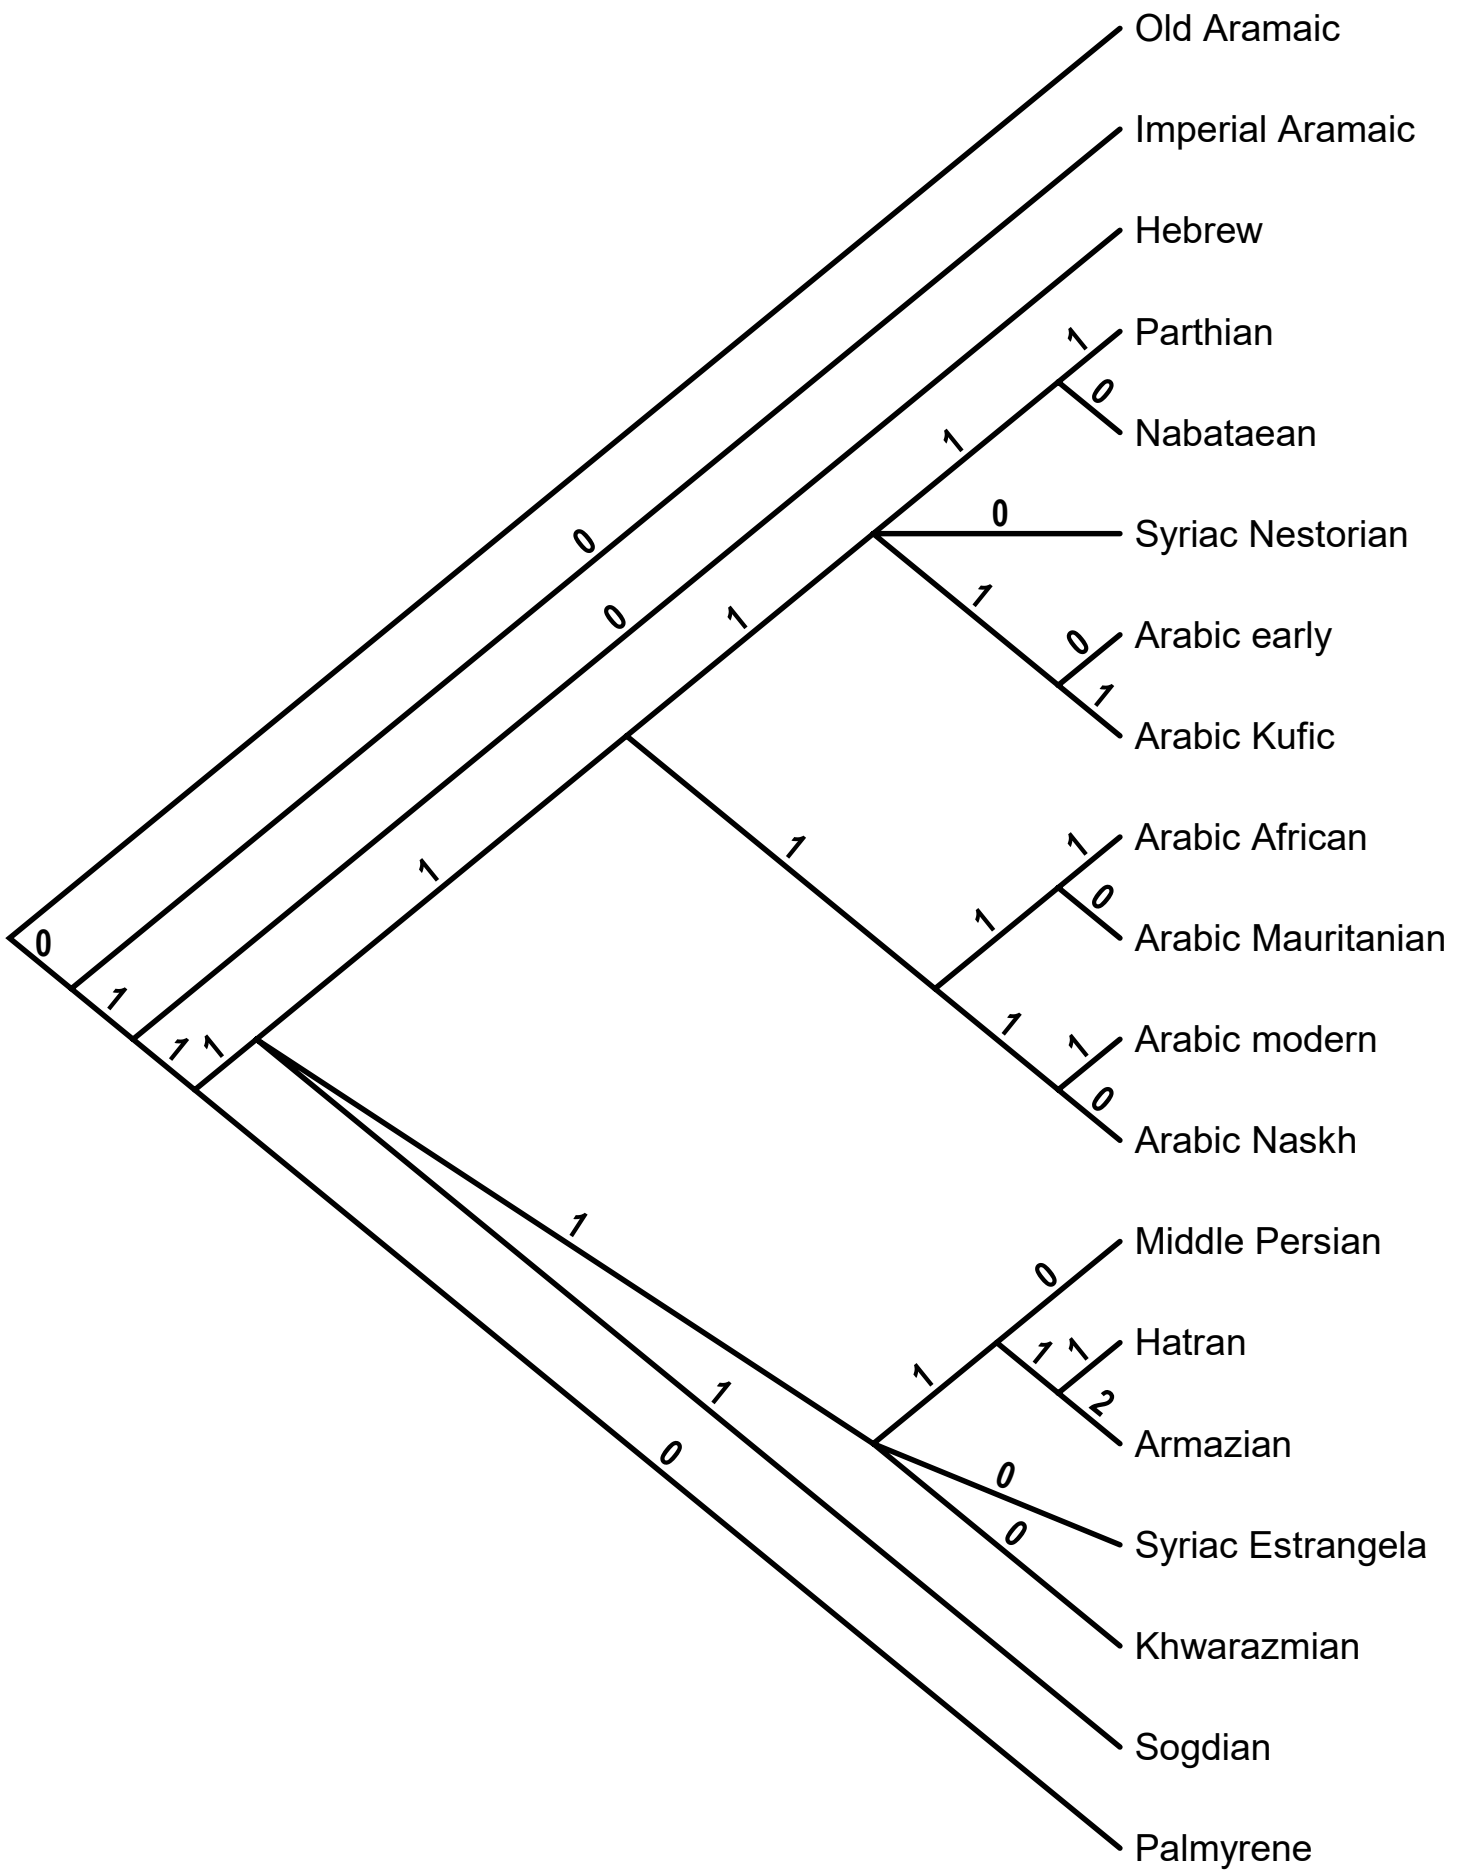 Old Aramaic
Imperial Aramaic
Hebrew
1
Parthian
0
1
Nabataean
0
Syriac Nestorian
0
1
0
Arabic early
0
1
1
Arabic Kufic
1
1
Arabic African
1
0
1
Arabic Mauritanian
0
1
1
1
1
1
Arabic modern
0
Arabic Naskh
1
0
Middle Persian
1
1
1
Hatran
1
2
Armazian
0
0
0
Syriac Estrangela
Khwarazmian
Sogdian
Palmyrene